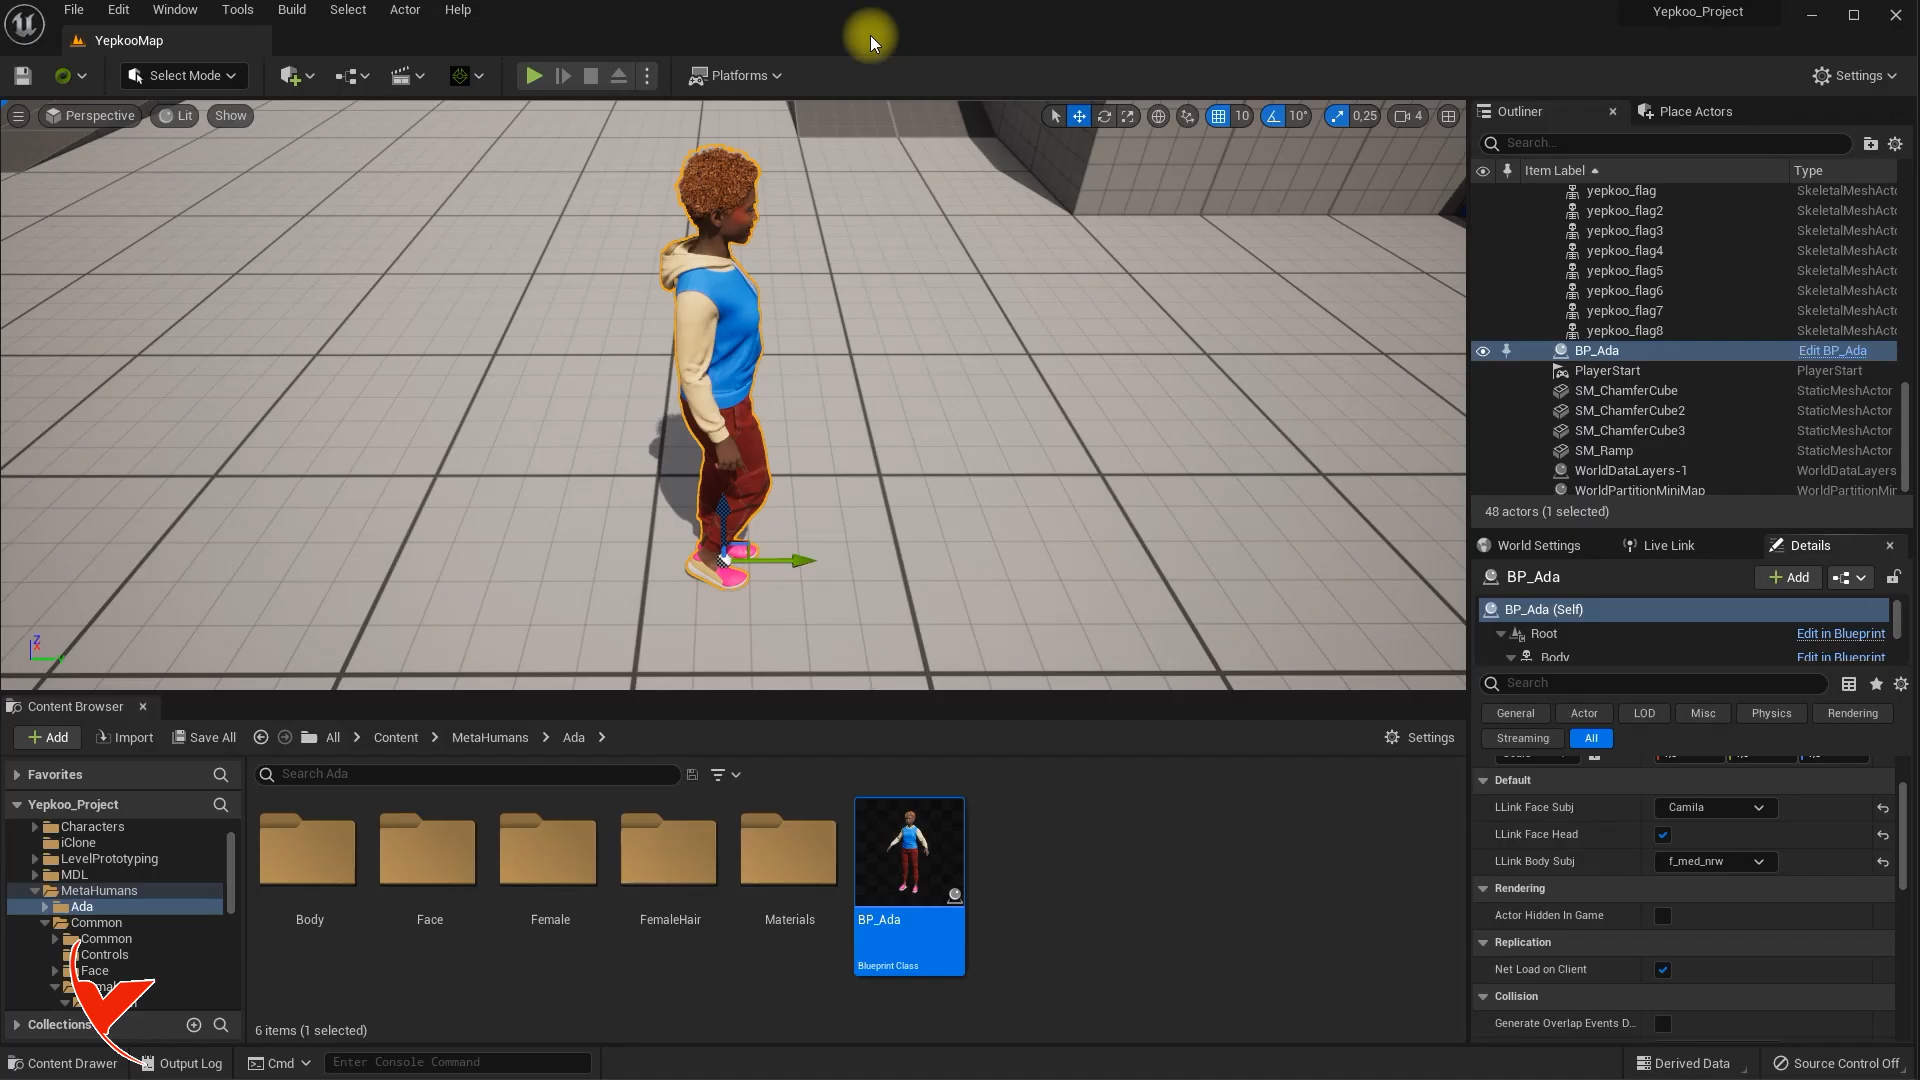 File Edit Window Tools Build Select Actor Help
Yepkoo_Project
YepkooMap
Select Mode
Platforms
Settings
Perspective
Lit
Show
10
10°
0,25
4
Outliner
Place Actors
Search...
Item Label
Type
yepkoo_flag SkeletalMeshActo
yepkoo_flag2 SkeletalMeshActo
yepkoo_flag3 SkeletalMeshActo
yepkoo_flag4 SkeletalMeshActo
yepkoo_flag5 SkeletalMeshActo
yepkoo_flag6 SkeletalMeshActo
yepkoo_flag7 SkeletalMeshActo
yepkoo_flag8 SkeletalMeshActo
BP_Ada Edit BP_Ada
PlayerStart PlayerStart
SM_ChamferCube StaticMeshActor
SM_ChamferCube2 StaticMeshActor
SM_ChamferCube3 StaticMeshActor
SM_Ramp StaticMeshActor
WorldDataLayers-1 WorldDataLayers
WorldPartitionMiniMap WorldPartitionMin
48 actors (1 selected)
World Settings
Live Link
Details
BP_Ada
Add
BP_Ada (Self)
Root Edit in Blueprint
Body Edit in Blueprint
Search
General Actor LOD Misc Physics Rendering
Streaming All
Default
LLink Face Subj Camila
LLink Face Head
LLink Body Subj f_med_nrw
Rendering
Actor Hidden In Game
Replication
Net Load on Client
Collision
Generate Overlap Events D...
Z
X
Content Browser
Add Import Save All All Content MetaHumans Ada
Settings
Favorites
Yepkoo_Project
Characters
iClone
LevelPrototyping
MDL
MetaHumans
Ada
Common
Common
Controls
Face
Collections
Search Ada
Body
Face
Female
FemaleHair
Materials
BP_Ada
Blueprint Class
6 items (1 selected)
Content Drawer
Output Log
Cmd
Enter Console Command
Derived Data
Source Control Off